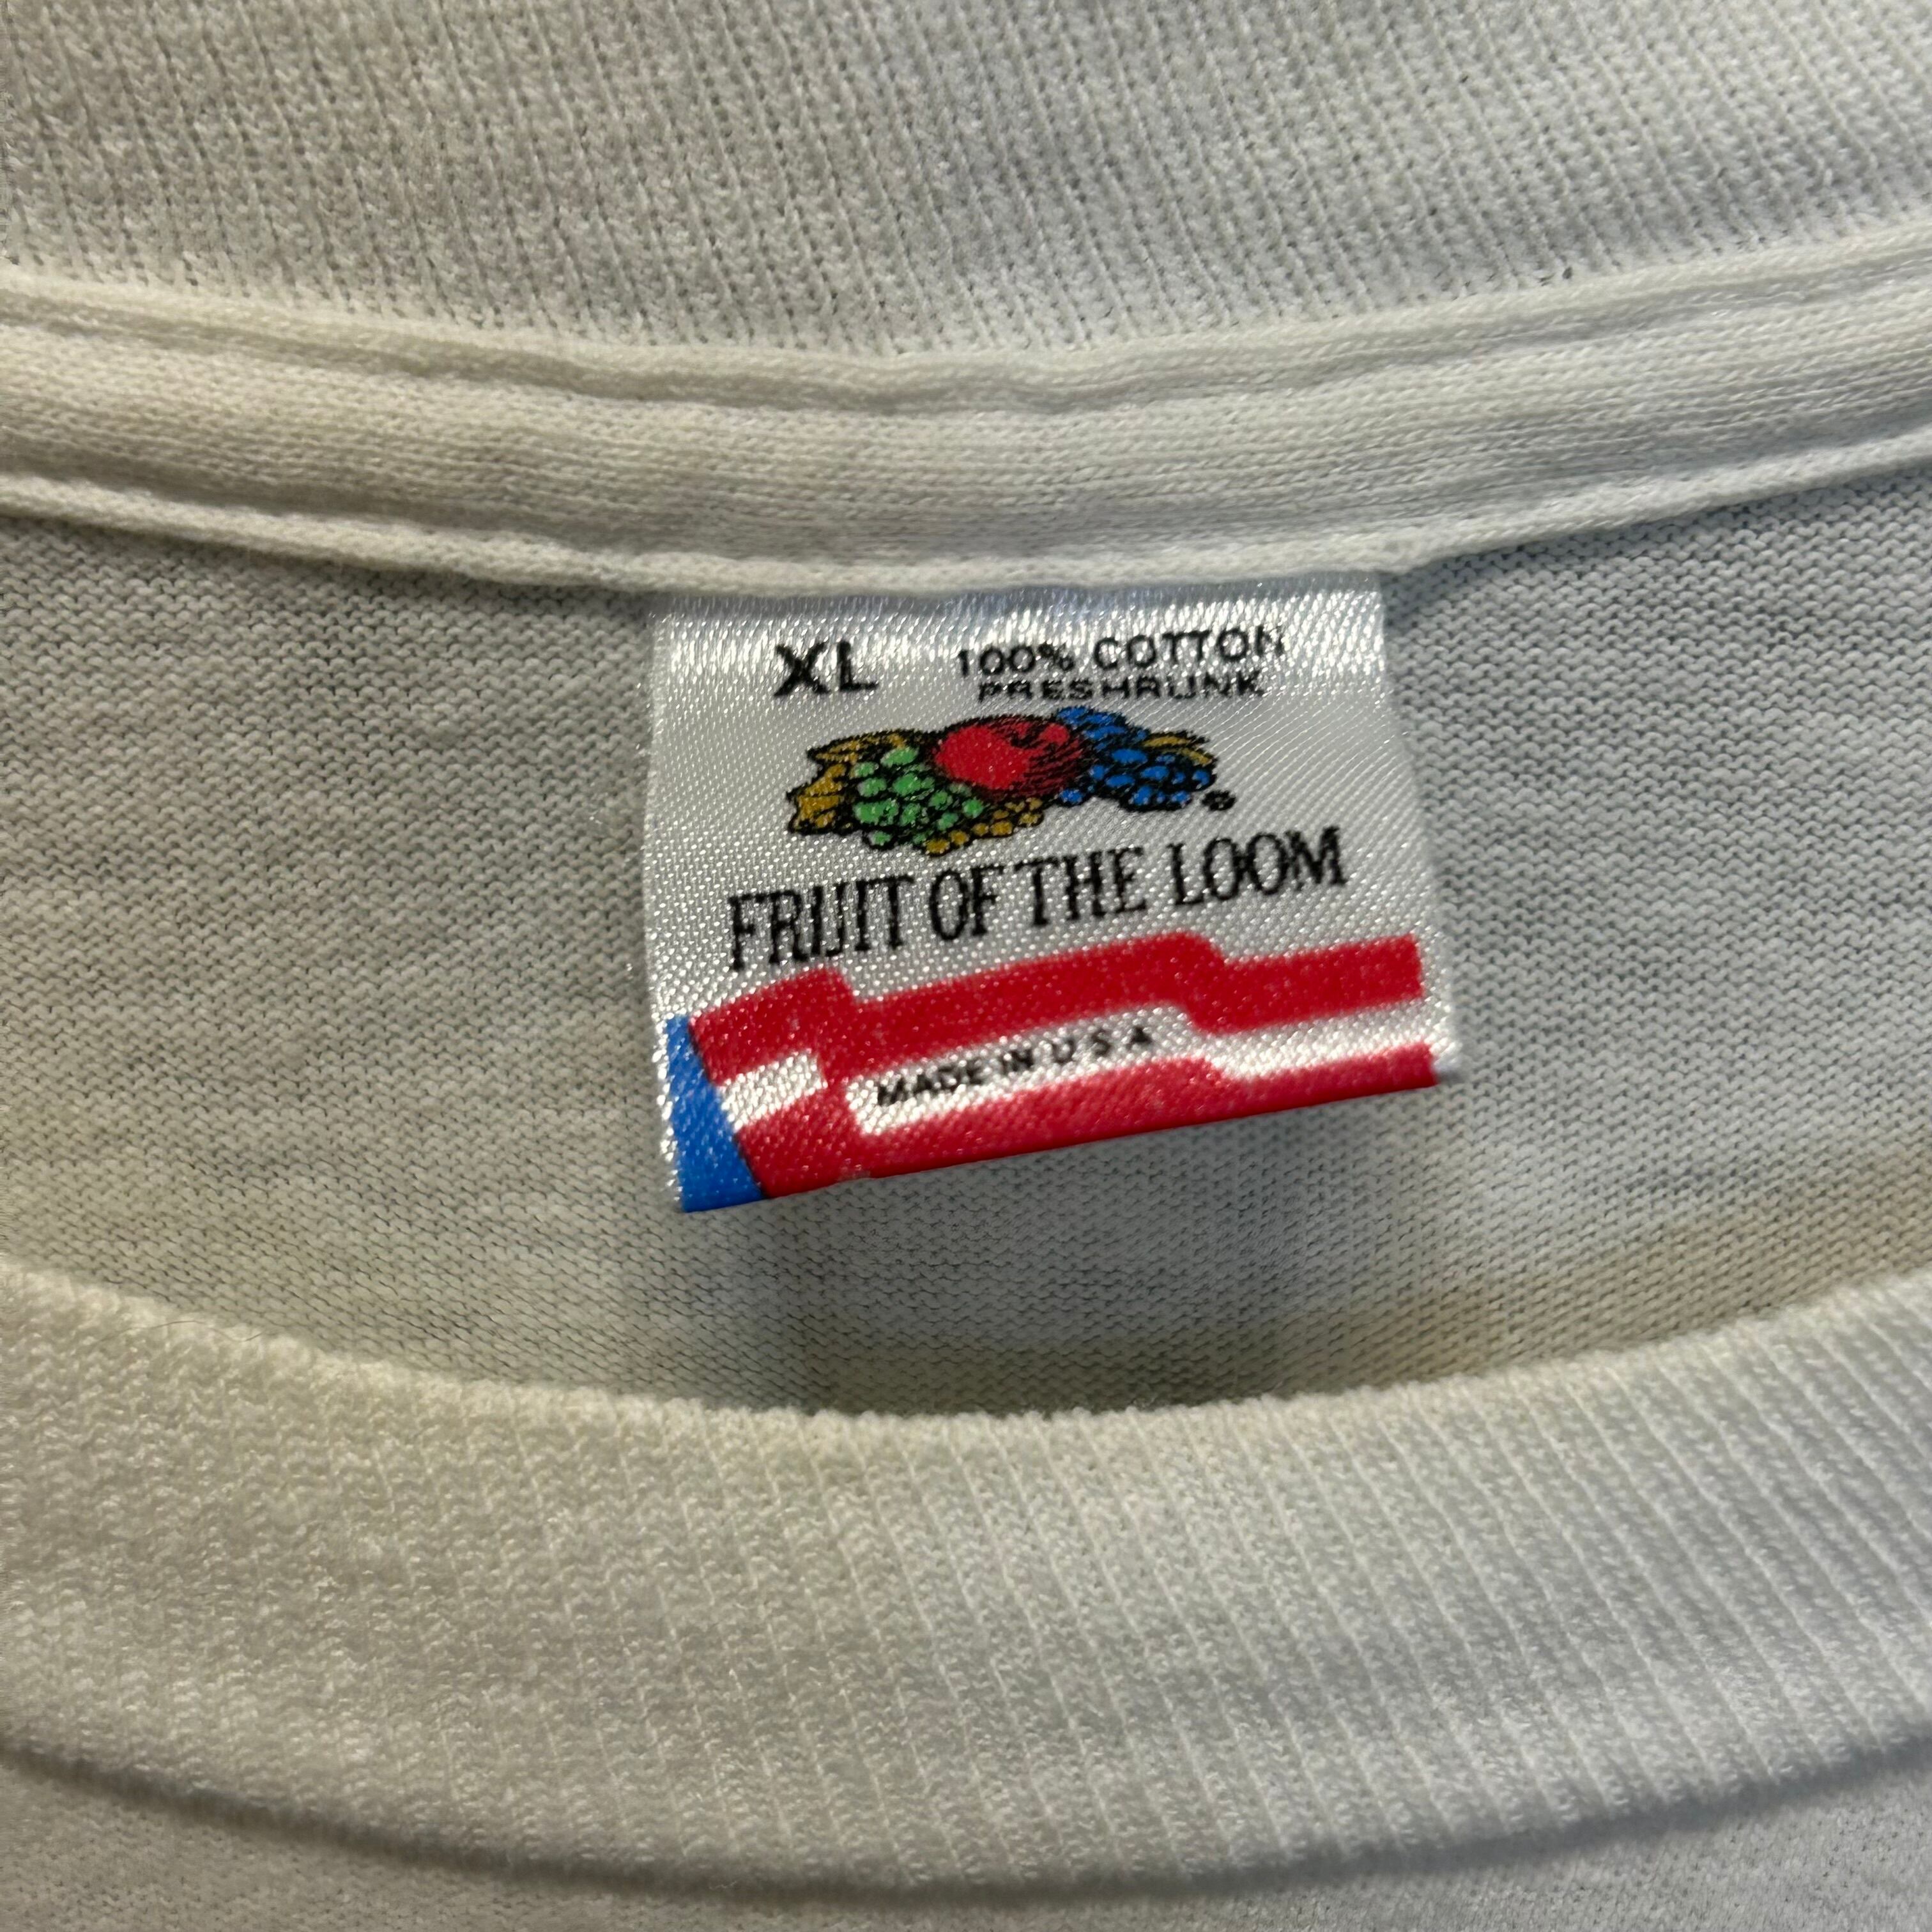 XL
100% COTTON
PRESHRUNK
FRUIT OF THE LOOM
MADE IN U S A